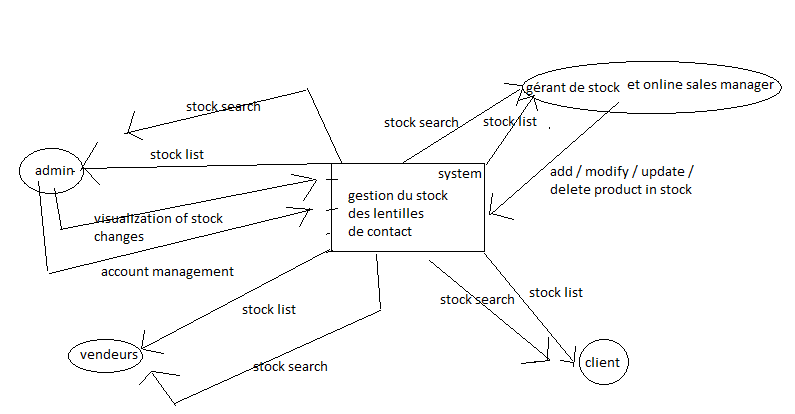 gérant de stock et online sales manager
stock search
stock search
stock list
stock list
admin
system
add / modify / update /
delete product in stock
gestion du stock
des lentilles
de contact
visualization of stock
changes
account management
stock list
stock search
stock list
vendeurs
stock search
client